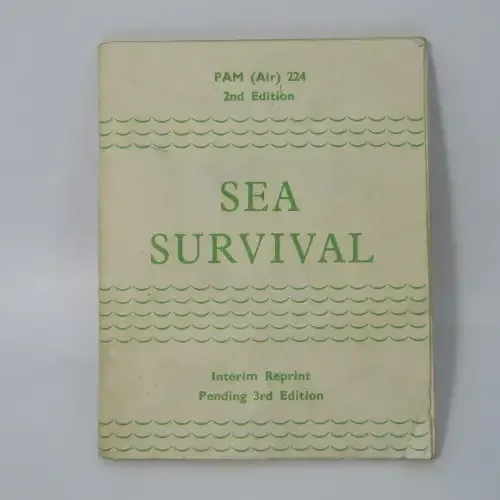 PAM (Air) 224
2nd Edition
SEA
SURVIVAL
Interim Reprint
Pending 3rd Edition